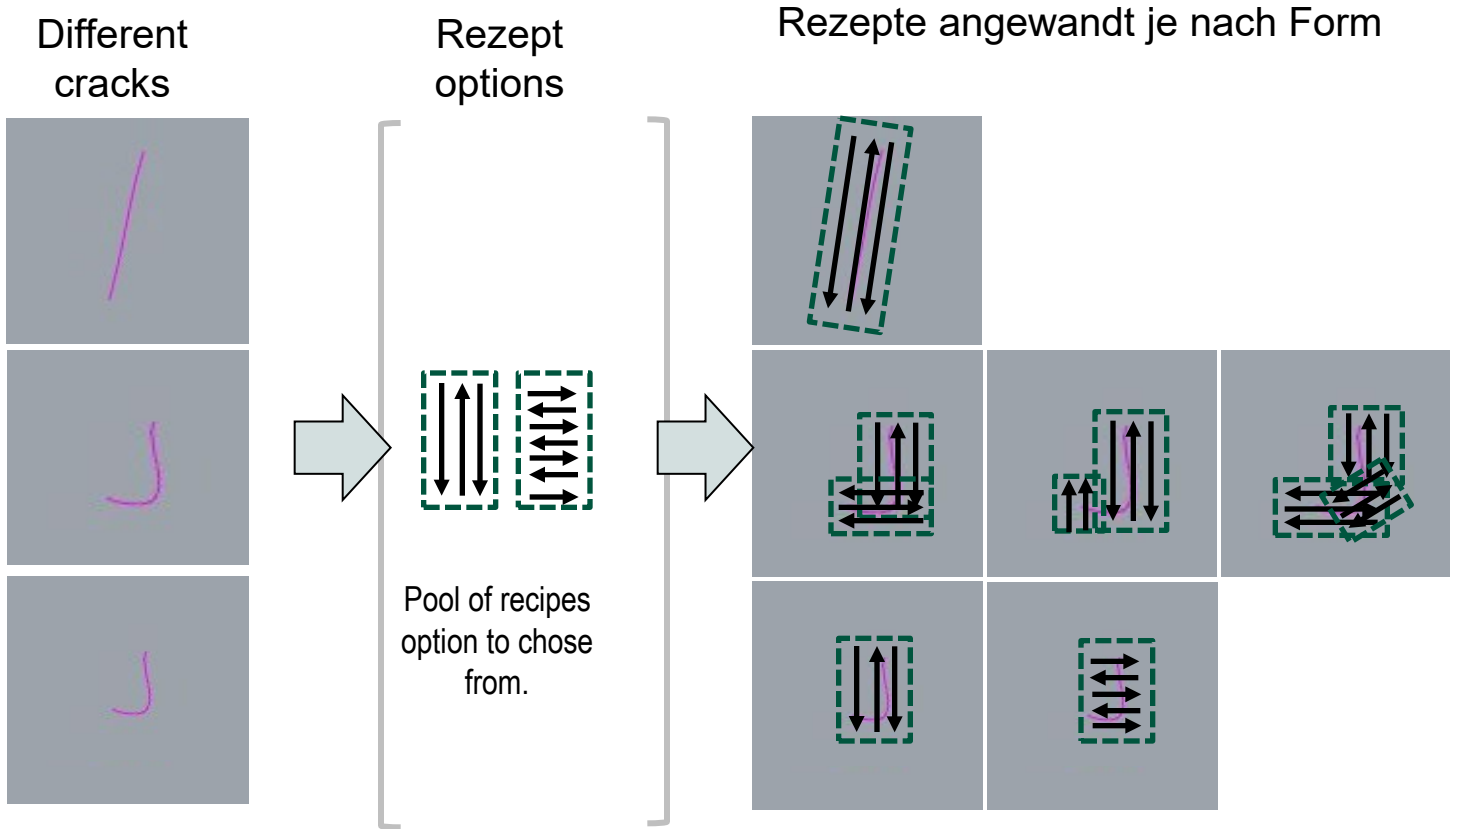 Different
cracks
Rezept
options
Rezepte angewandt je nach Form
Pool of recipes
option to chose
from.